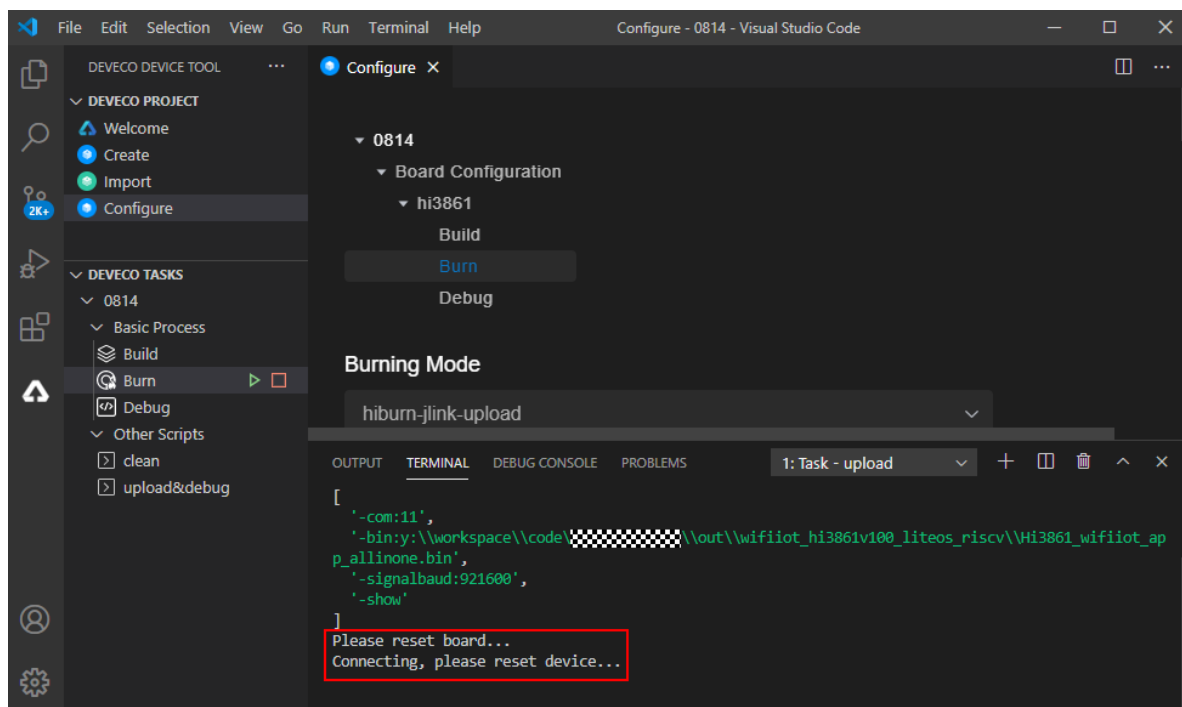 File Edit Selection View Go Run Terminal Help Configure - 0814 - Visual Studio Code
DEVECO DEVICE TOOL ...
Configure
DEVECO PROJECT
Welcome
Create
Import
Configure
2K+
DEVECO TASKS
0814
Basic Process
Build
Burn
Debug
Other Scripts
clean
upload&debug
0814
Board Configuration
hi3861
Build
Burn
Debug
Burning Mode
hiburn-jlink-upload
OUTPUT TERMINAL DEBUG CONSOLE PROBLEMS 1: Task - upload
[
'-com:11',
'-bin:y:\\workspace\\code\ \\out\\wifiiot_hi3861v100_liteos_riscv\\Hi3861_wifiiot_ap
p_allinone.bin',
'-signalbaud:921600',
'-show'
]
Please reset board...
Connecting, please reset device...